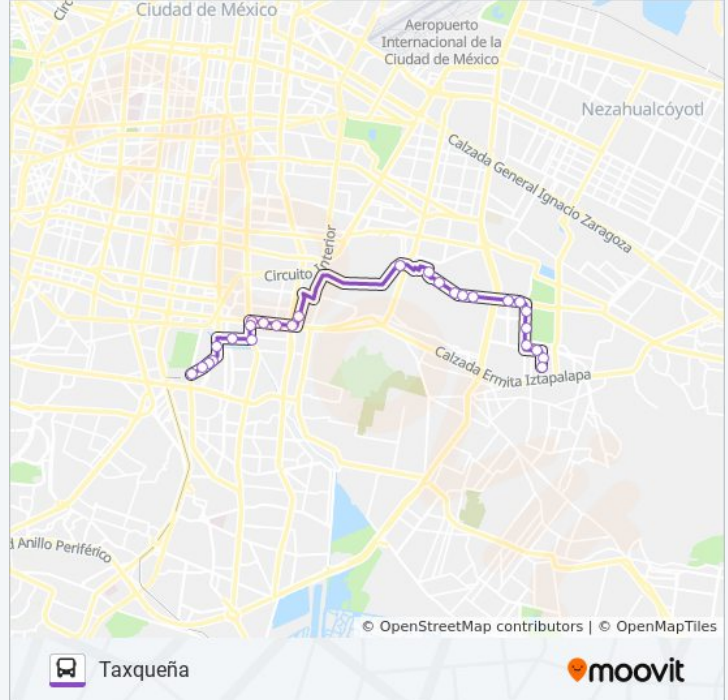 Ciudad de México
Circ
Aeropuerto
Internacional de la
Ciudad de México
Nezahualcóyotl
Calzada General Ignacio Zaragoza
Circuito Interior
Calzada Ermita Iztapalapa
Anillo Periférico
© OpenStreetMap contributors | © OpenMapTiles
Taxqueña
moovit